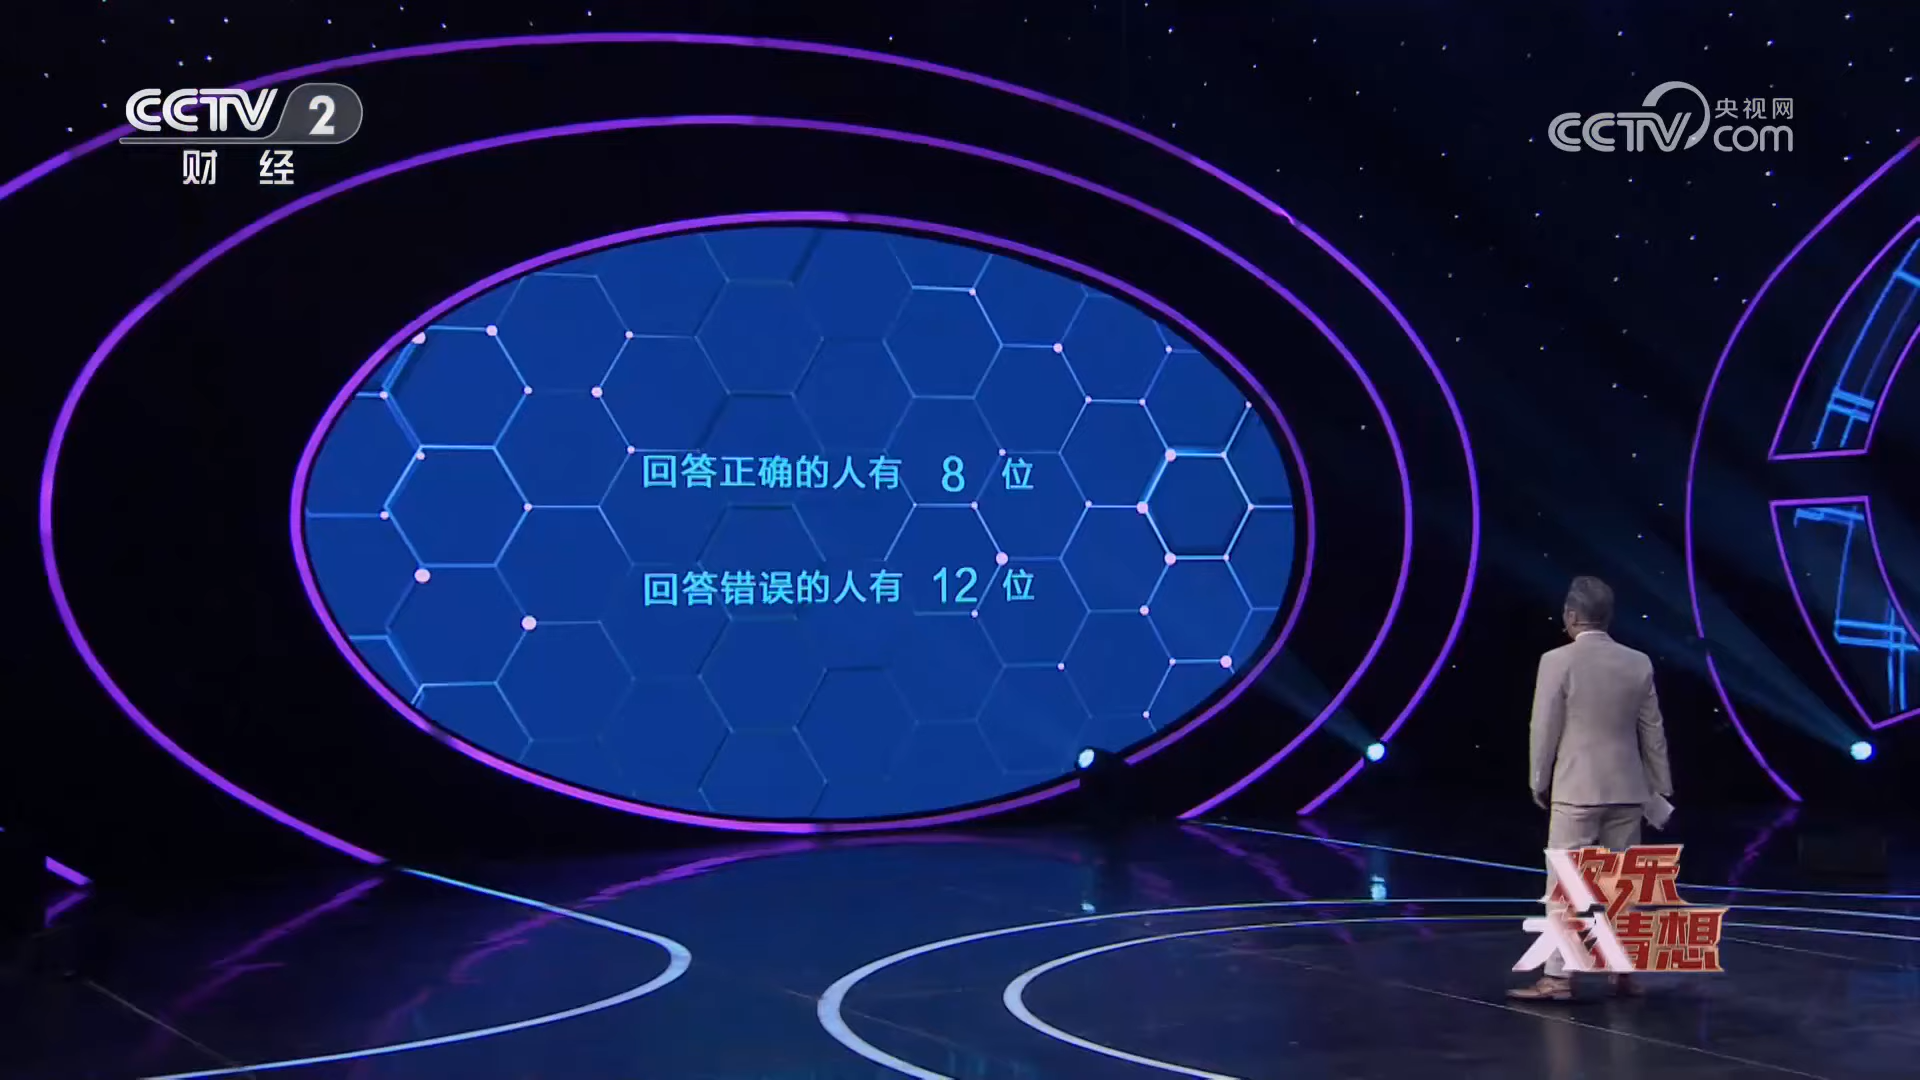 CCTV 2
财 经
央视网
CCTV.com
回答正确的人有 8 位
回答错误的人有 12 位
欢乐
大猜想